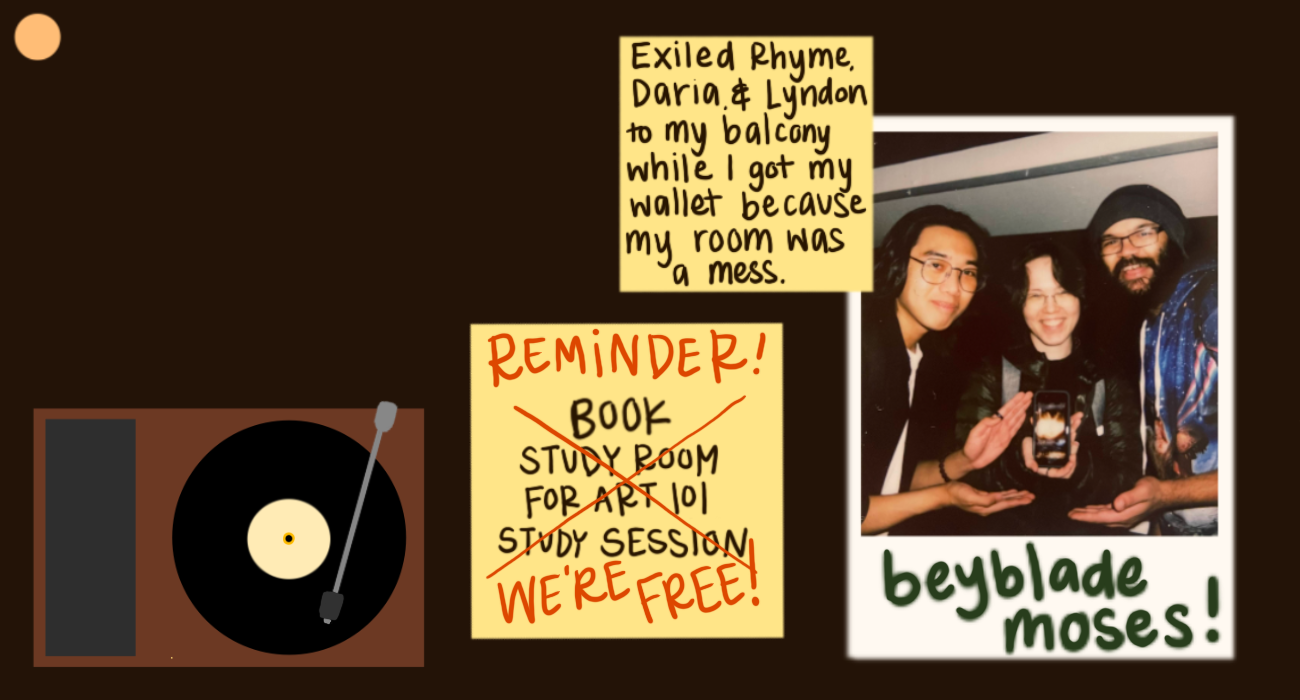 Exiled Rhyme,
Daria, & Lyndon
to my balcony
while I got my
wallet because
my room was
a mess.
REMINDER!
BOOK
STUDY ROOM
FOR ART 101
STUDY SESSION
WE'RE FREE!
beyblade
moses!